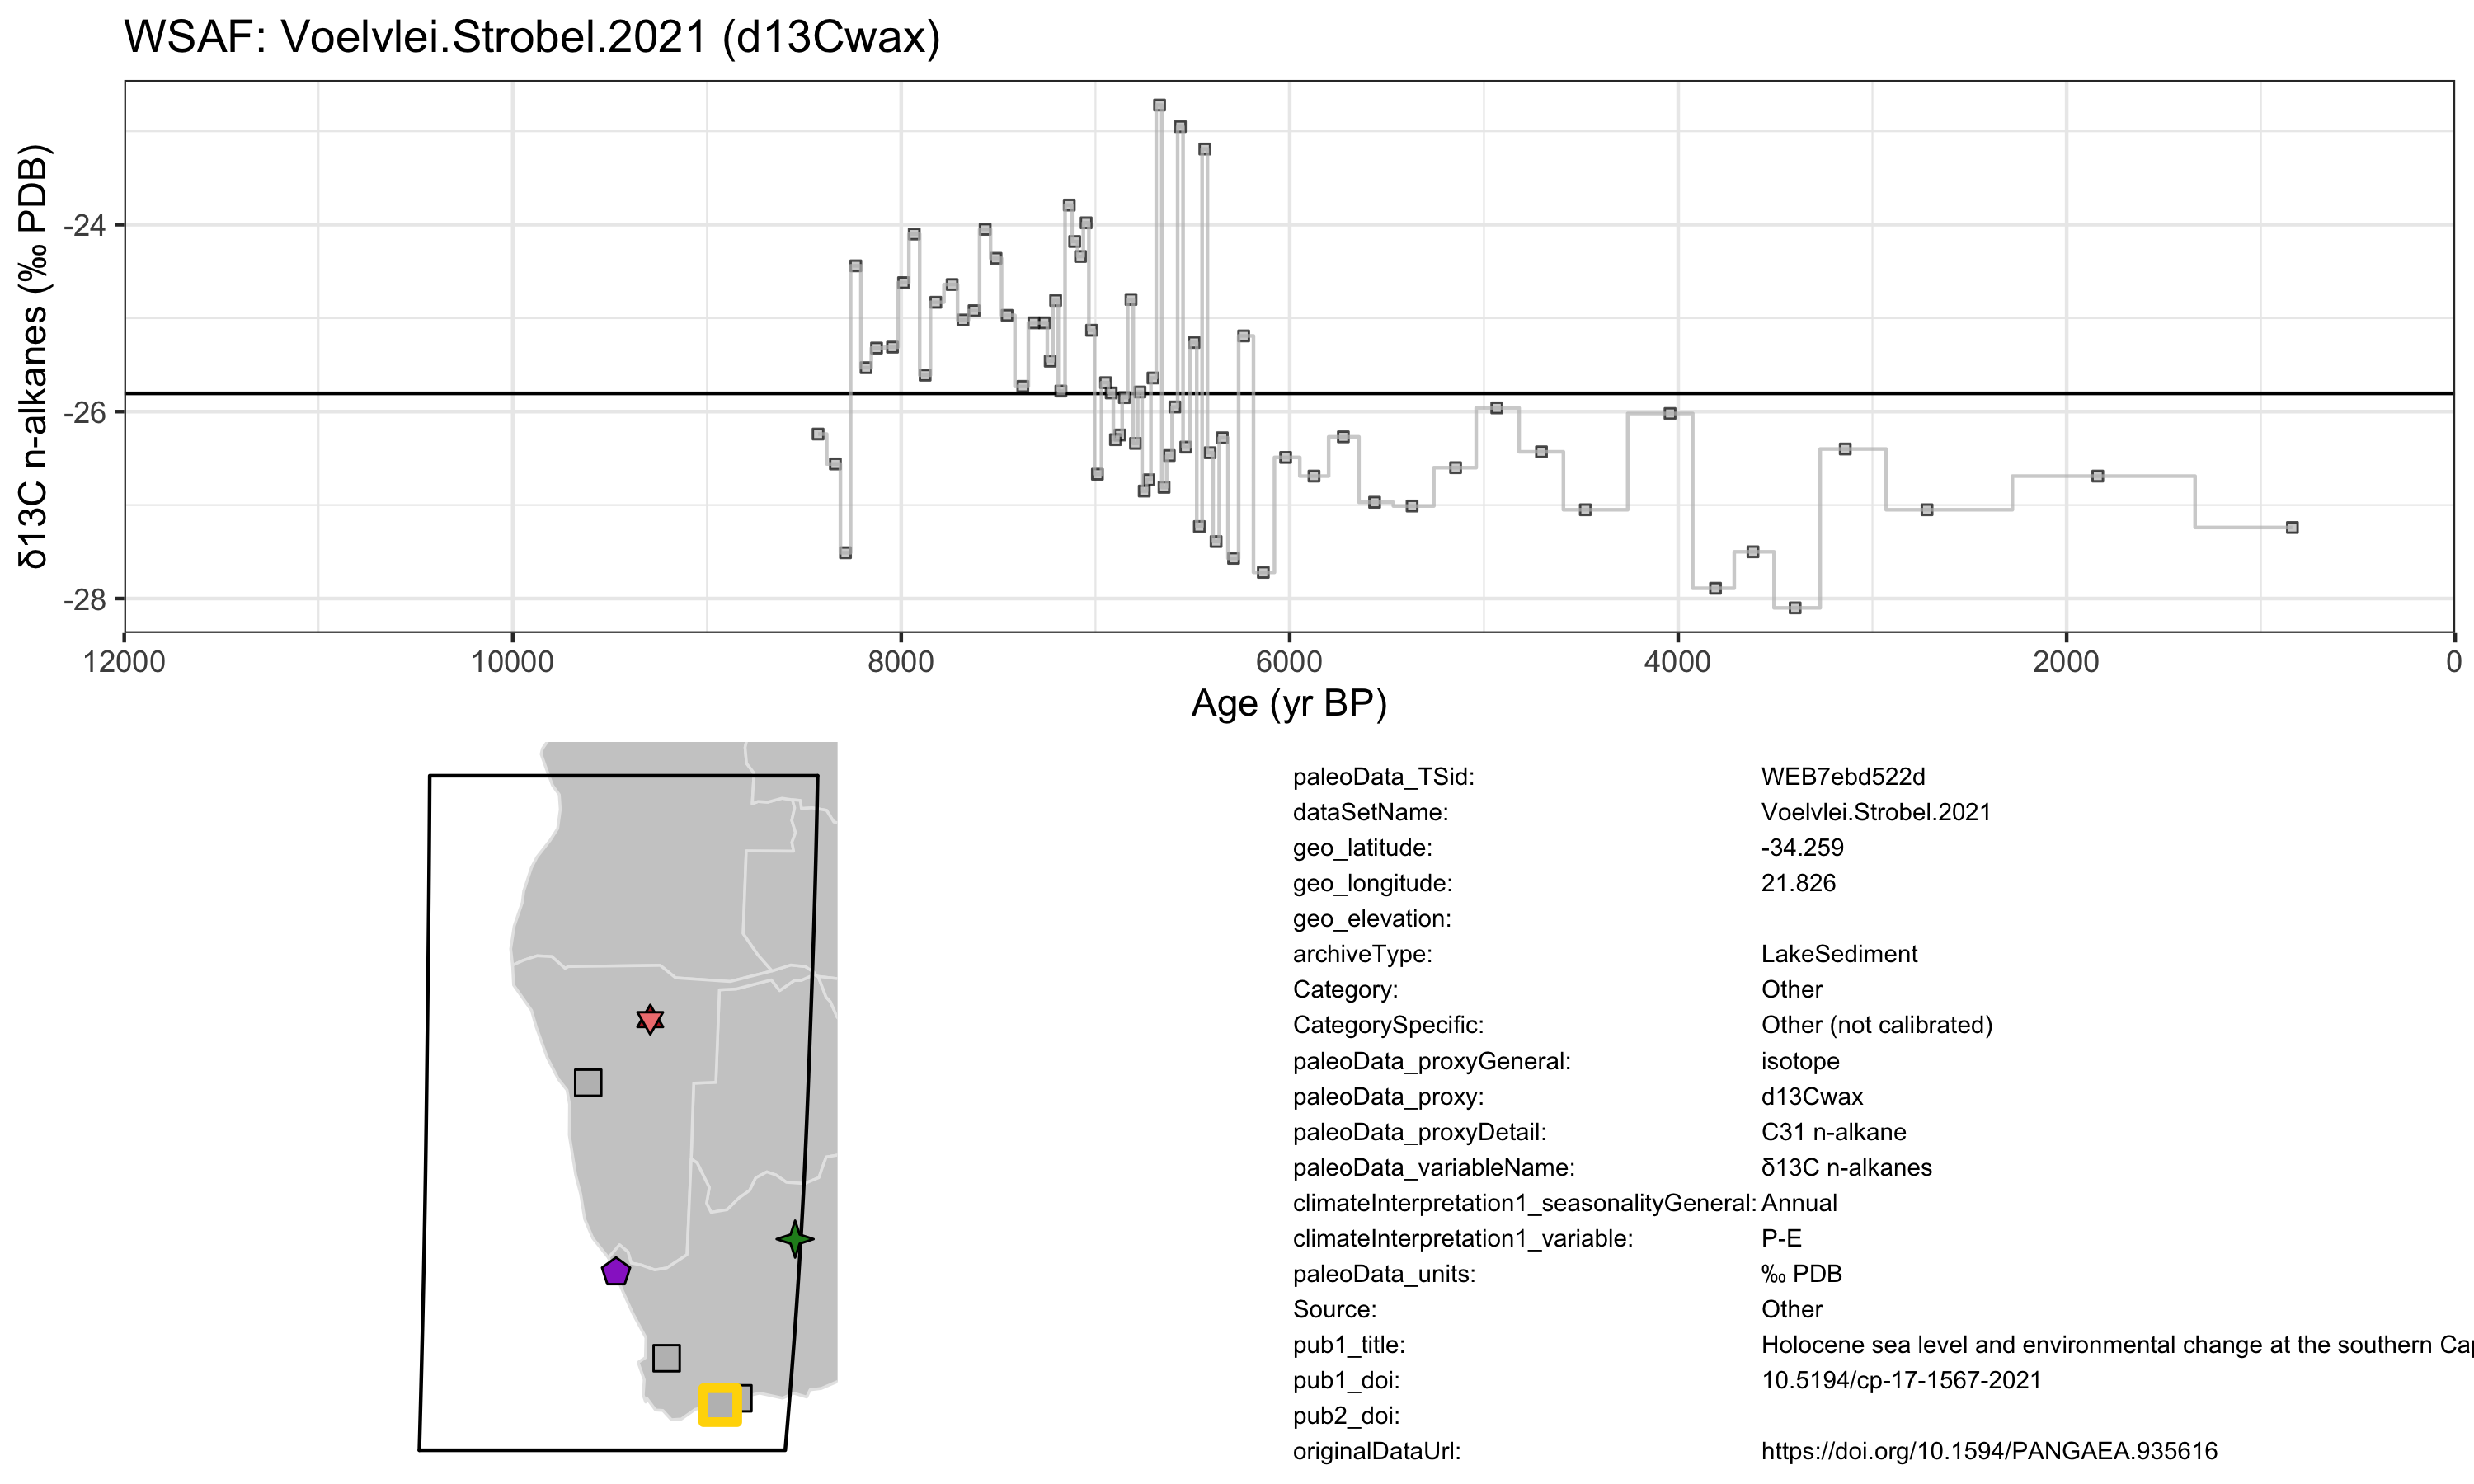 WSAF: Voelvlei.Strobel.2021 (d13Cwax)
δ13C n-alkanes (‰ PDB)
-24
-26
-28
12000 10000 8000 6000 4000 2000 0
Age (yr BP)
paleoData_TSid: WEB7ebd522d
dataSetName: Voelvlei.Strobel.2021
geo_latitude: -34.259
geo_longitude: 21.826
geo_elevation:
archiveType: LakeSediment
Category: Other
CategorySpecific: Other (not calibrated)
paleoData_proxyGeneral: isotope
paleoData_proxy: d13Cwax
paleoData_proxyDetail: C31 n-alkane
paleoData_variableName: δ13C n-alkanes
climateInterpretation1_seasonalityGeneral: Annual
climateInterpretation1_variable: P-E
paleoData_units: ‰ PDB
Source: Other
pub1_title: Holocene sea level and environmental change at the southern Cap
pub1_doi: 10.5194/cp-17-1567-2021
pub2_doi:
originalDataUrl: https://doi.org/10.1594/PANGAEA.935616